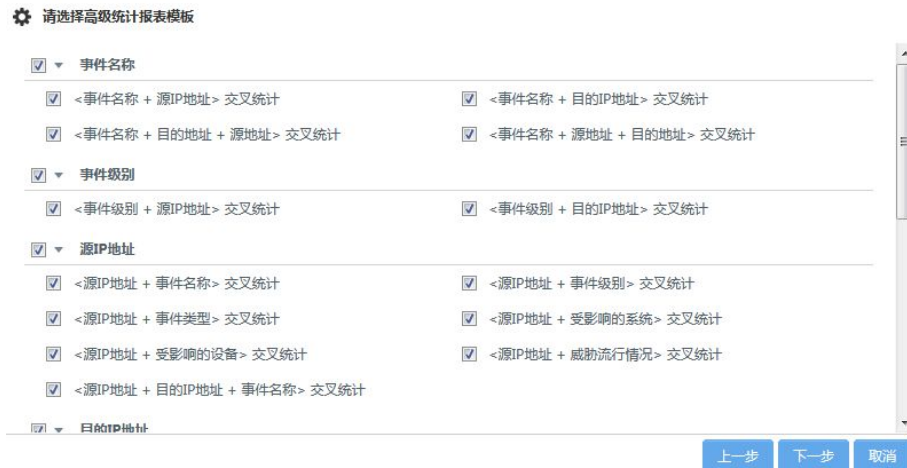 请选择高级统计报表模板
事件名称
<事件名称 + 源IP地址> 交叉统计 <事件名称 + 目的IP地址> 交叉统计
<事件名称 + 目的地址 + 源地址> 交叉统计 <事件名称 + 源地址 + 目的地址> 交叉统计
事件级别
<事件级别 + 源IP地址> 交叉统计 <事件级别 + 目的IP地址> 交叉统计
源IP地址
<源IP地址 + 事件名称> 交叉统计 <源IP地址 + 事件级别> 交叉统计
<源IP地址 + 事件类型> 交叉统计 <源IP地址 + 受影响的系统> 交叉统计
<源IP地址 + 受影响的设备> 交叉统计 <源IP地址 + 威胁流行情况> 交叉统计
<源IP地址 + 目的IP地址 + 事件名称> 交叉统计
目的IP地址
上一步 下一步 取消